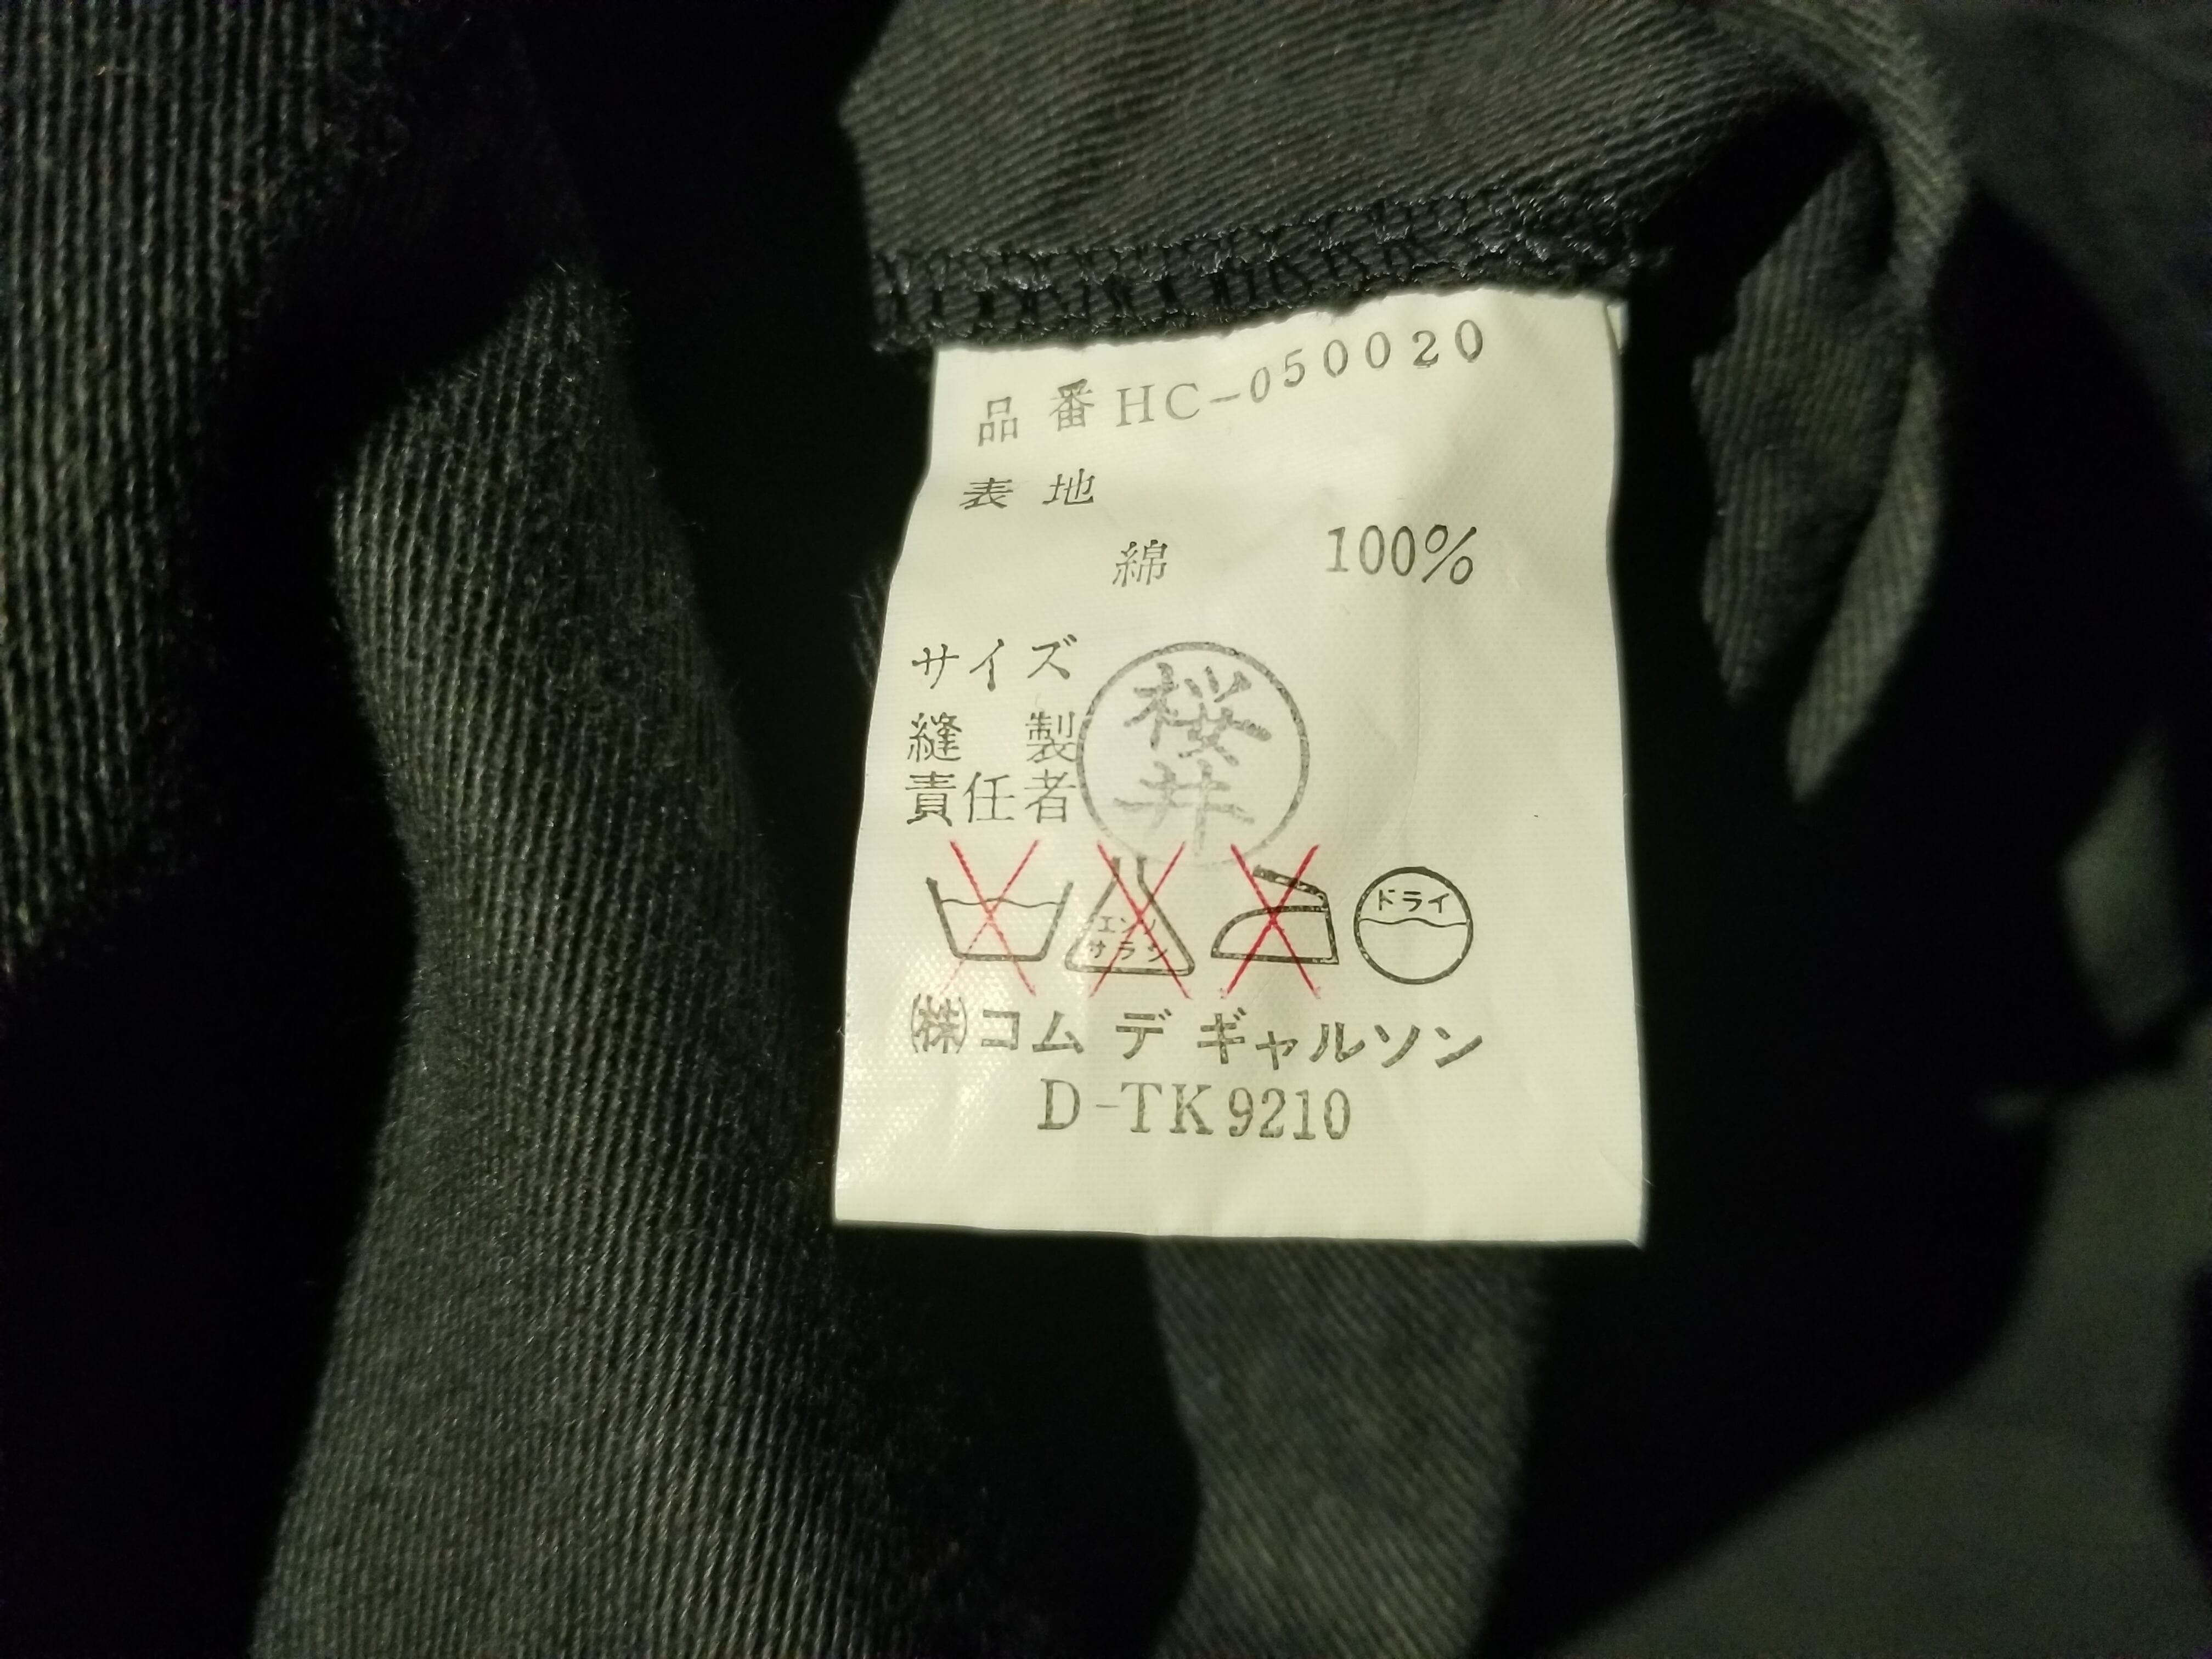 品番HC-050020
表地
綿 100%
サイズ
縫製
責任者
桜井
エンソ
サラシ
ドライ
㈱コム デ ギャルソン
D-TK9210